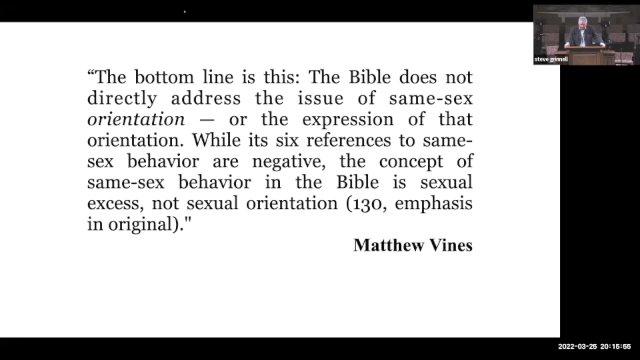 “The bottom line is this: The Bible does not
directly address the issue of same-sex
orientation — or the expression of that
orientation. While its six references to same-
sex behavior are negative, the concept of
same-sex behavior in the Bible is sexual
excess, not sexual orientation (130, emphasis
in original)."
Matthew Vines
steve grinnell
2022-03-25 20:15:55